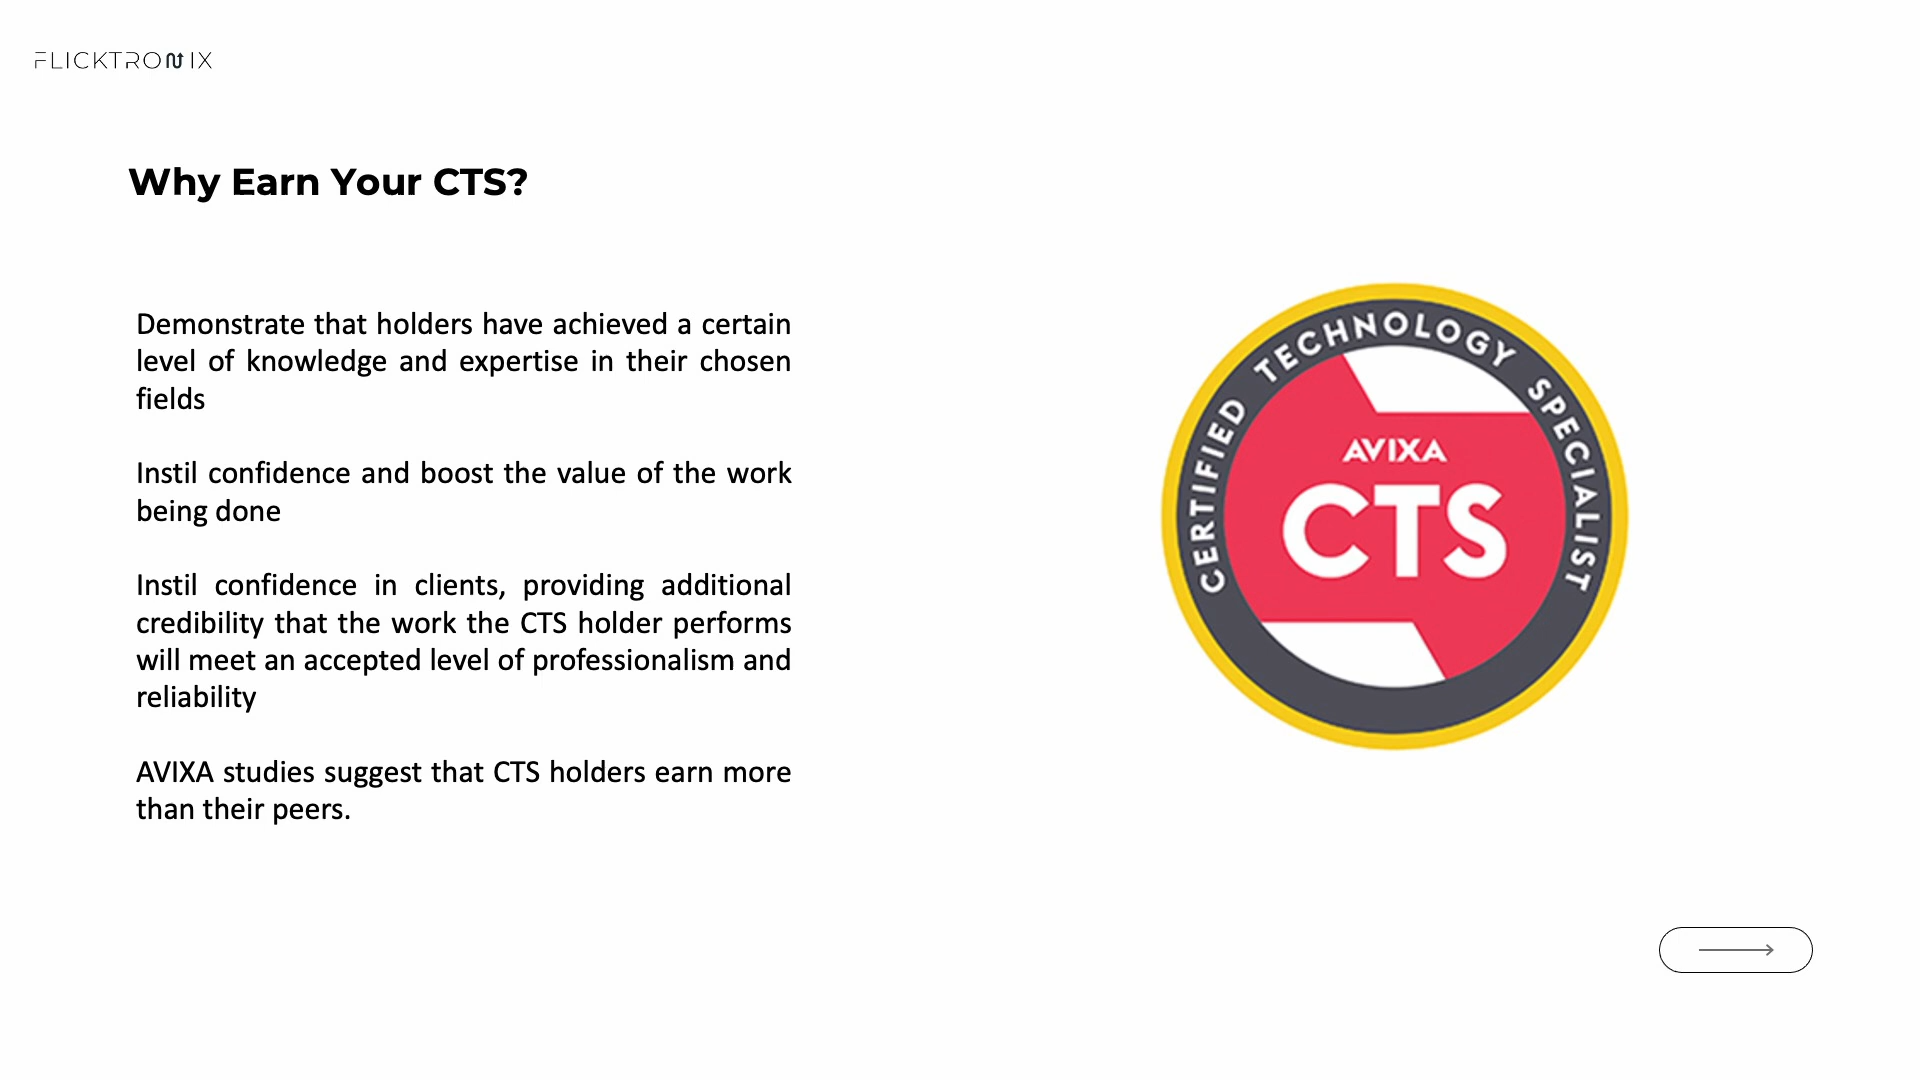 FLICKTRONIX
Why Earn Your CTS?
Demonstrate that holders have achieved a certain
level of knowledge and expertise in their chosen
fields
Instil confidence and boost the value of the work
being done
Instil confidence in clients, providing additional
credibility that the work the CTS holder performs
will meet an accepted level of professionalism and
reliability
AVIXA studies suggest that CTS holders earn more
than their peers.
CERTIFIED TECHNOLOGY SPECIALIST
AVIXA
CTS